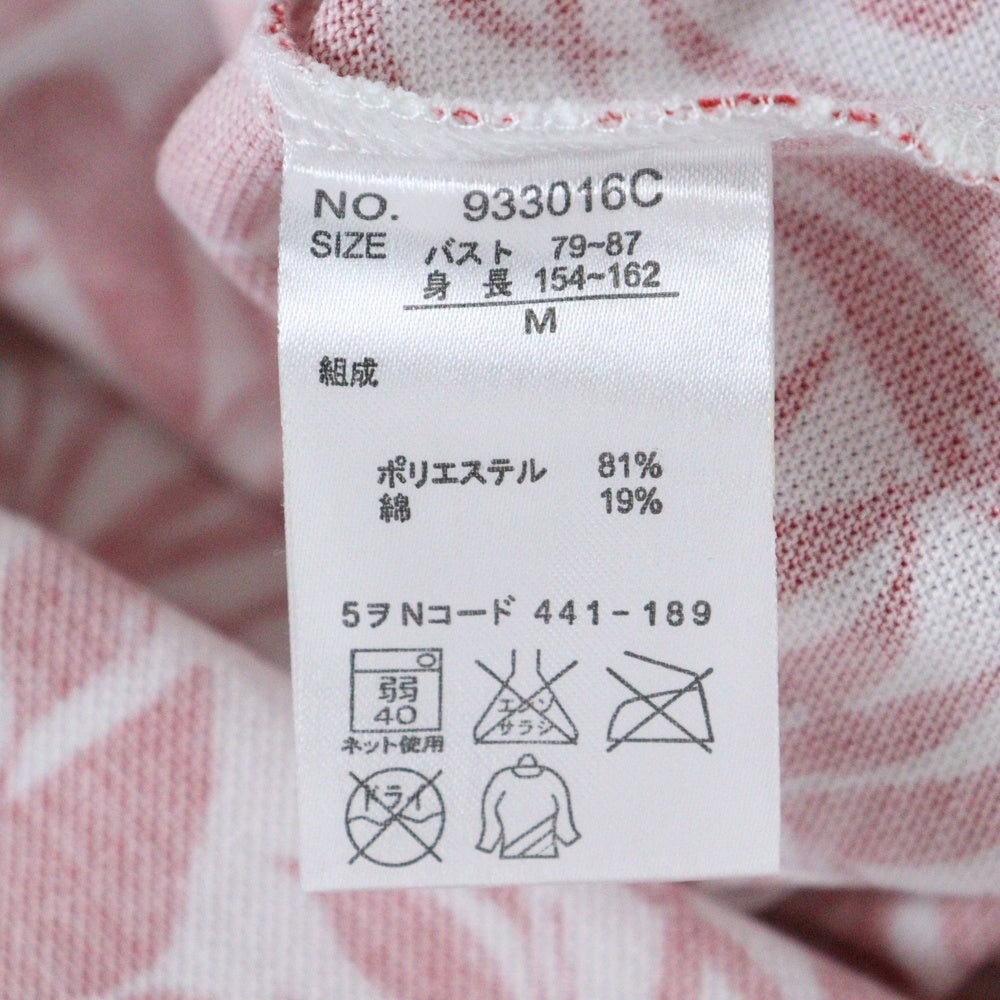 NO. 933016C
SIZE バスト 79~87
身長 154~162
M
組成
ポリエステル 81%
綿 19%
5ヲNコード 441-189
弱
40
ネット使用
エンソ
サラシ
ドライ